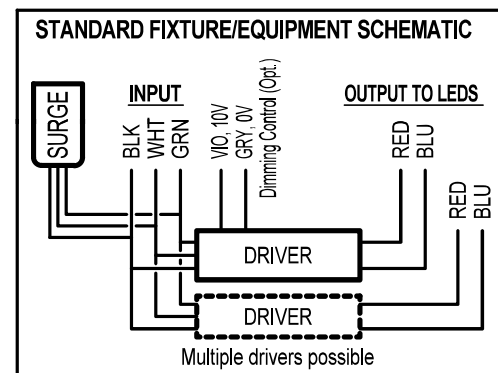 STANDARD FIXTURE/EQUIPMENT SCHEMATIC
SURGE
INPUT
BLK
WHT
GRN
VIO, 10V
GRY, 0V
Dimming Control (Opt.)
OUTPUT TO LEDS
RED
BLU
RED
BLU
DRIVER
DRIVER
Multiple drivers possible